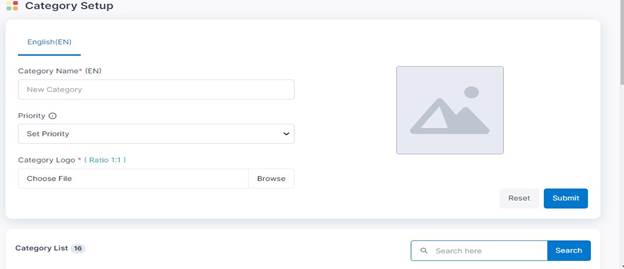 Category Setup
English(EN)
Category Name* (EN)
New Category
Priority
Set Priority
Category Logo * ( Ratio 1:1 )
Choose File Browse
Reset Submit
Category List 16
Search here Search